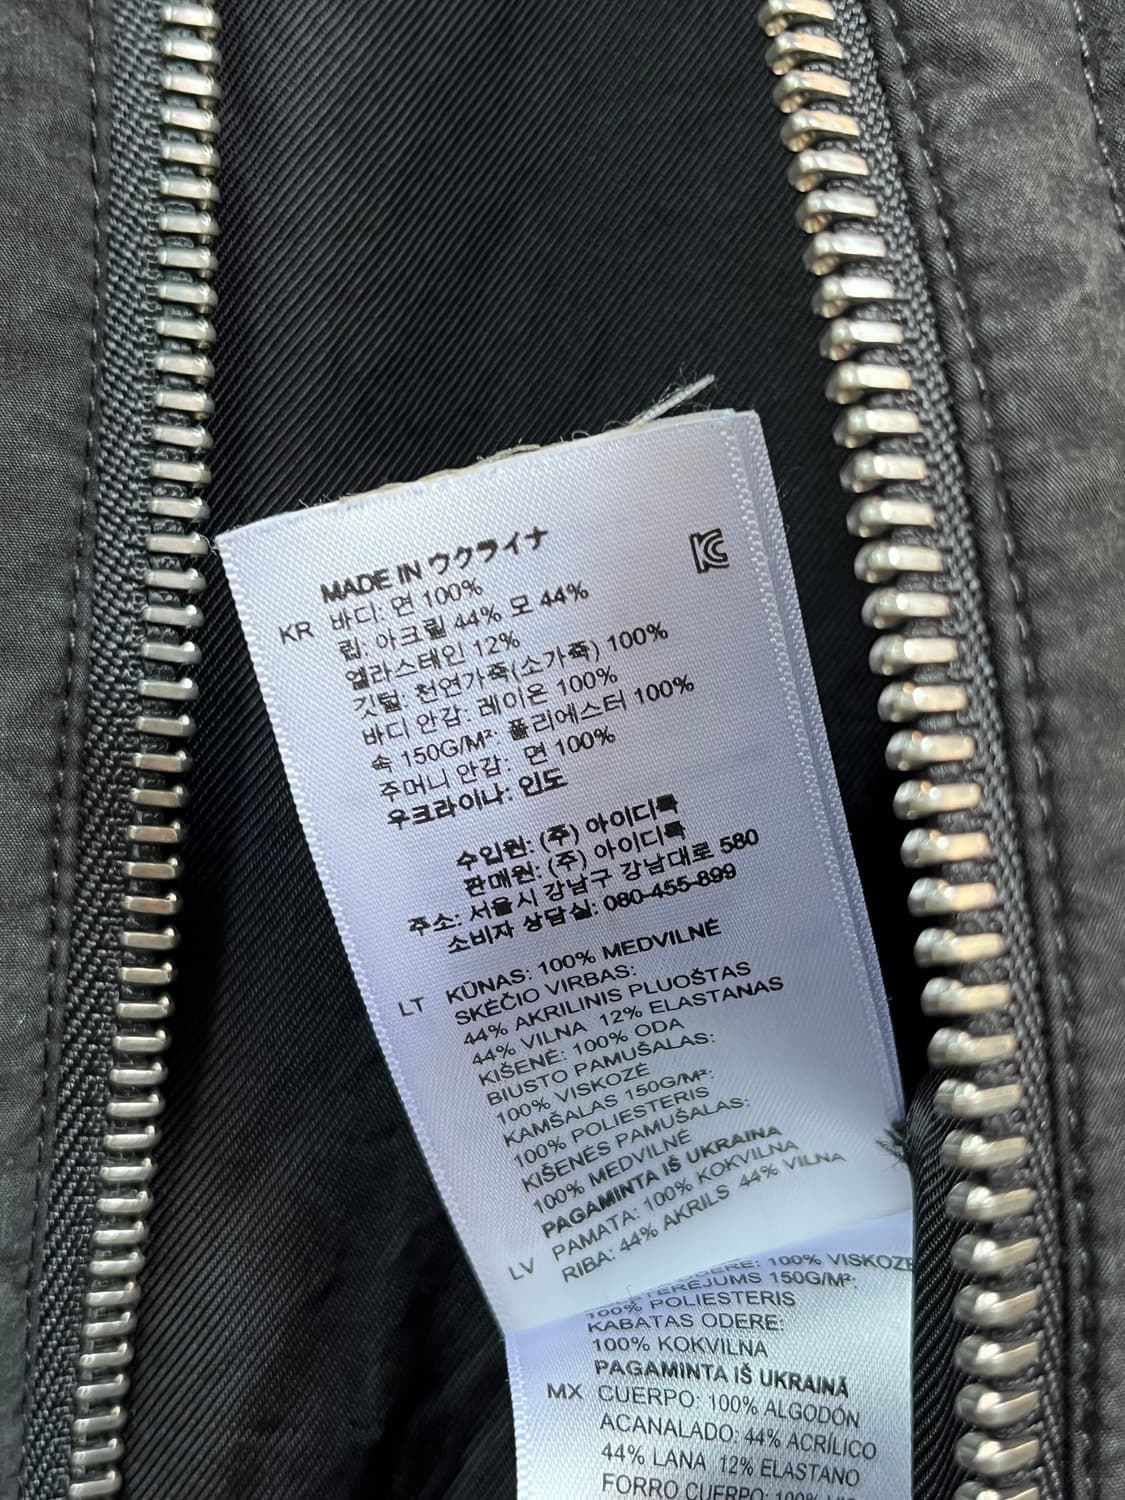 MADE IN ウクライナ
KR 바디: 면 100%
립: 아크릴 44% 모 44%
엘라스테인 12%
깃털: 천연가죽(소가죽) 100%
바디 안감: 레이온 100%
속 150G/M²: 폴리에스터 100%
주머니 안감: 면 100%
우크라이나: 인도
수입원: (주) 아이디룩
판매원: (주) 아이디룩
주소: 서울시 강남구 강남대로 580
소비자 상담실: 080-455-899
LT KŪNAS: 100% MEDVILNĖ
SKĖČIO VIRBAS:
44% AKRILINIS PLUOŠTAS
44% VILNA 12% ELASTANAS
KIŠENĖ: 100% ODA
BIUSTO PAMUŠALAS:
100% VISKOZĖ
KAMŠALAS 150G/M²:
100% POLIESTERIS
KIŠENĖS PAMUŠALAS:
100% MEDVILNĖ
PAGAMINTA IŠ UKRAINA
LV PAMATA: 100% KOKVILNA
RIBA: 44% AKRILS 44% VILNA
100% VISKOZE
150G/M²:
100% POLIESTERIS
KABATAS ODERE:
100% KOKVILNA
PAGAMINTA IŠ UKRAINĀ
MX CUERPO: 100% ALGODÓN
ACANALADO: 44% ACRÍLICO
44% LANA 12% ELASTANO
FORRO CUERPO: 100%